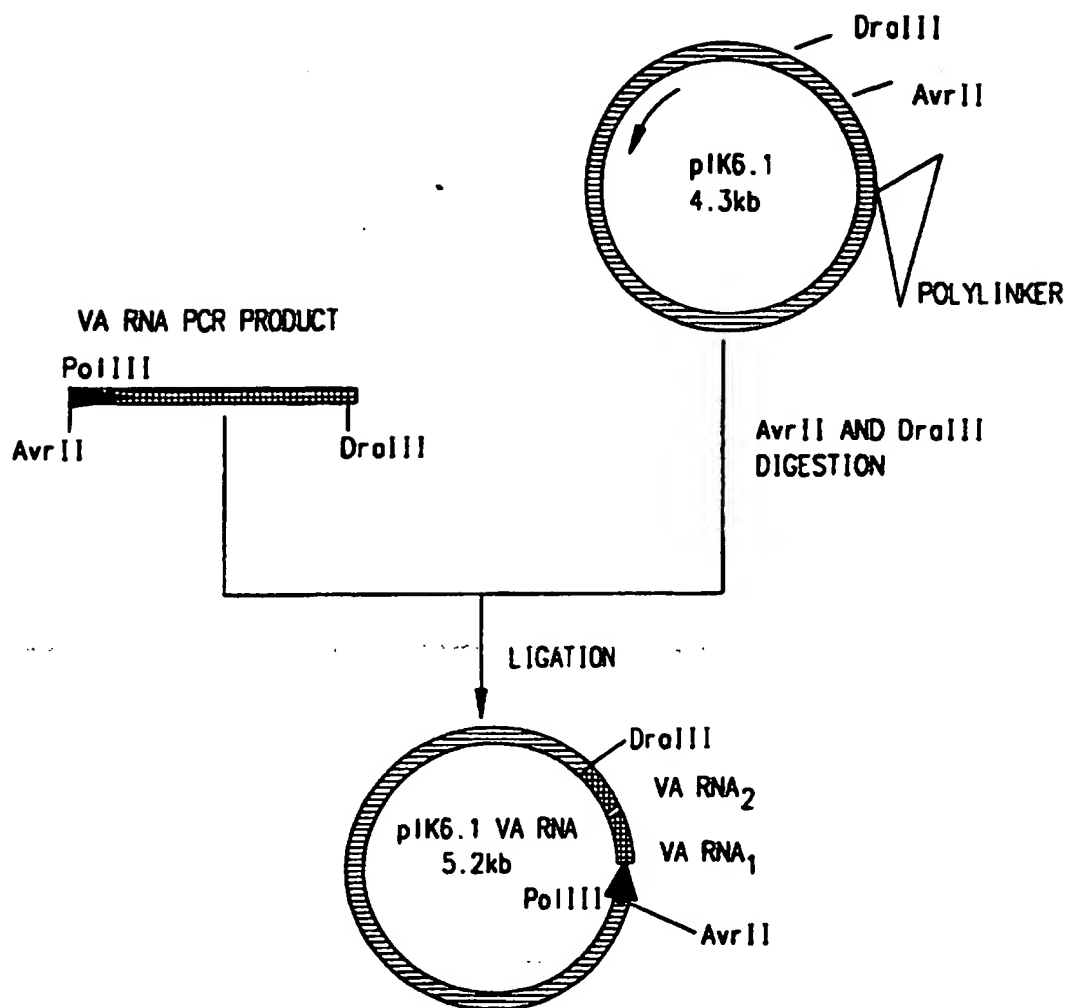 DraIII
AvrII
pIK6.1
4.3kb
POLYLINKER
VA RNA PCR PRODUCT
PolIII
AvrII
DraIII
AvrII AND DraIII
DIGESTION
LIGATION
DraIII
VA RNA2
pIK6.1 VA RNA
5.2kb
VA RNA1
PolIII
AvrII